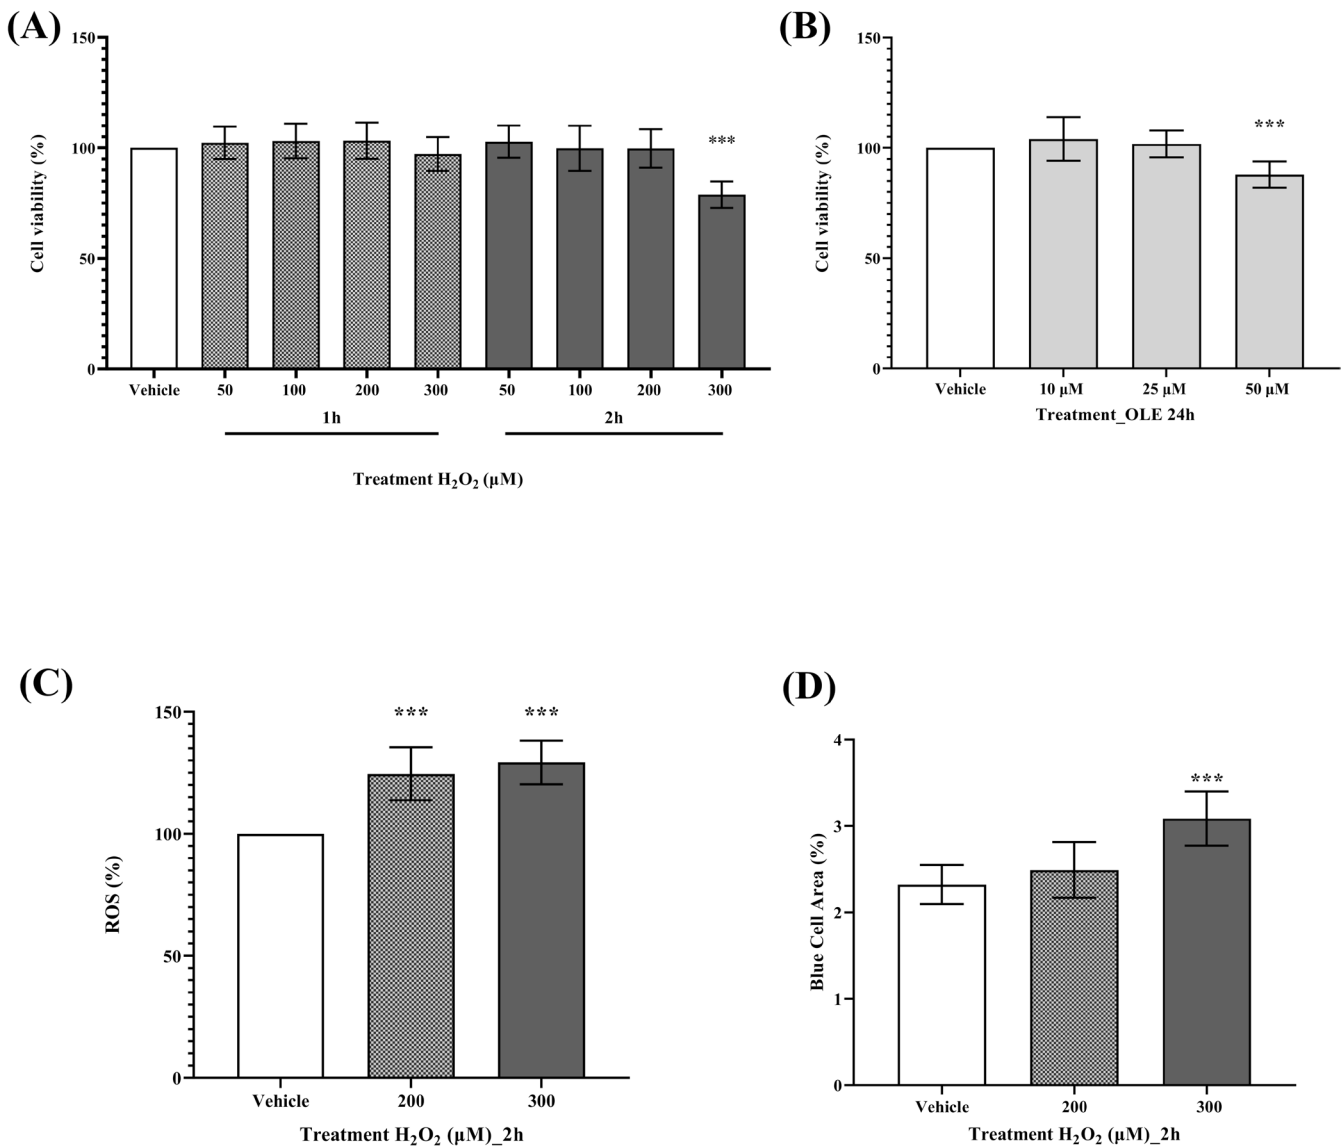 (A)
Cell viability (%)
150
100
50
0
***
Vehicle 50 100 200 300 50 100 200 300
1h 2h
Treatment H₂O₂ (μM)
(B)
Cell viability (%)
150
100
50
0
***
Vehicle 10 μM 25 μM 50 μM
Treatment_OLE 24h
(C)
ROS (%)
150
100
50
0
*** ***
Vehicle 200 300
Treatment H₂O₂ (μM)_2h
(D)
Blue Cell Area (%)
4
3
2
1
0
***
Vehicle 200 300
Treatment H₂O₂ (μM)_2h